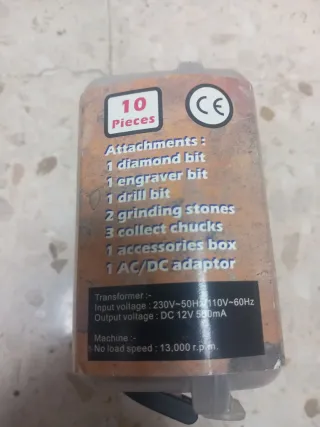 10
Pieces
CE
Attachments :
1 diamond bit
1 engraver bit
1 drill bit
2 grinding stones
3 collect chucks
1 accessories box
1 AC/DC adaptor
Transformer :-
Input voltage : 230V~50Hz/110V~60Hz
Output voltage : DC 12V 500mA
Machine :-
No load speed : 13,000 r.p.m.